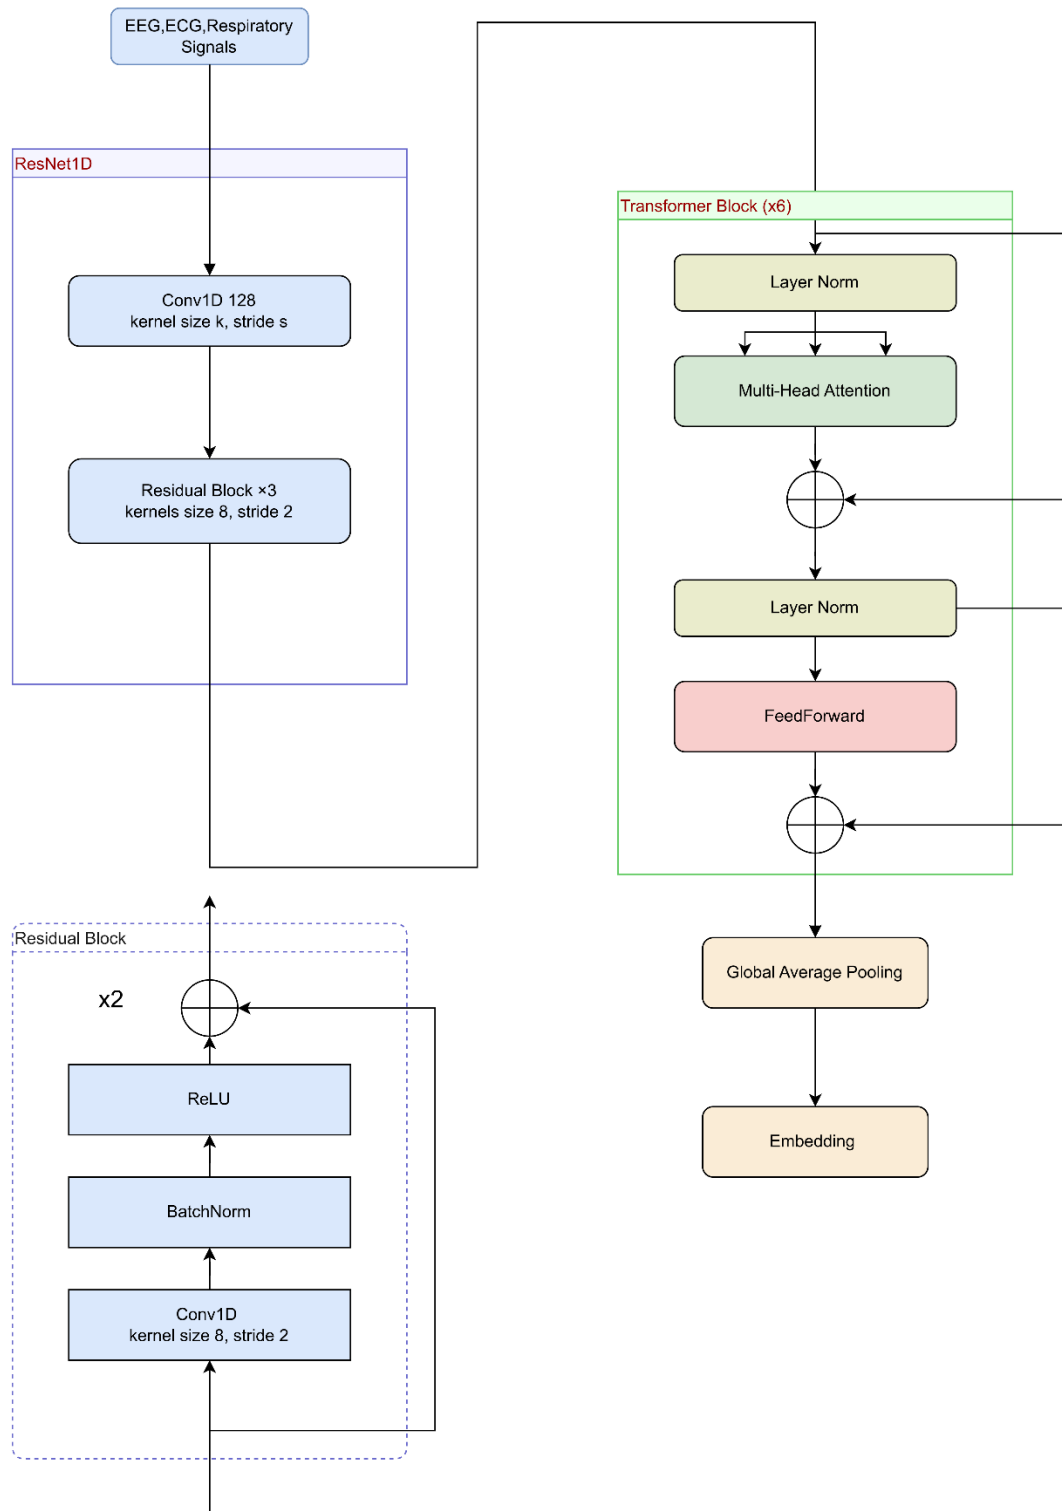 EEG,ECG,Respiratory
Signals
ResNet1D
Conv1D 128
kernel size k, stride s
Residual Block ×3
kernels size 8, stride 2
Residual Block
x2
ReLU
BatchNorm
Conv1D
kernel size 8, stride 2
Transformer Block (x6)
Layer Norm
Multi-Head Attention
Layer Norm
FeedForward
Global Average Pooling
Embedding